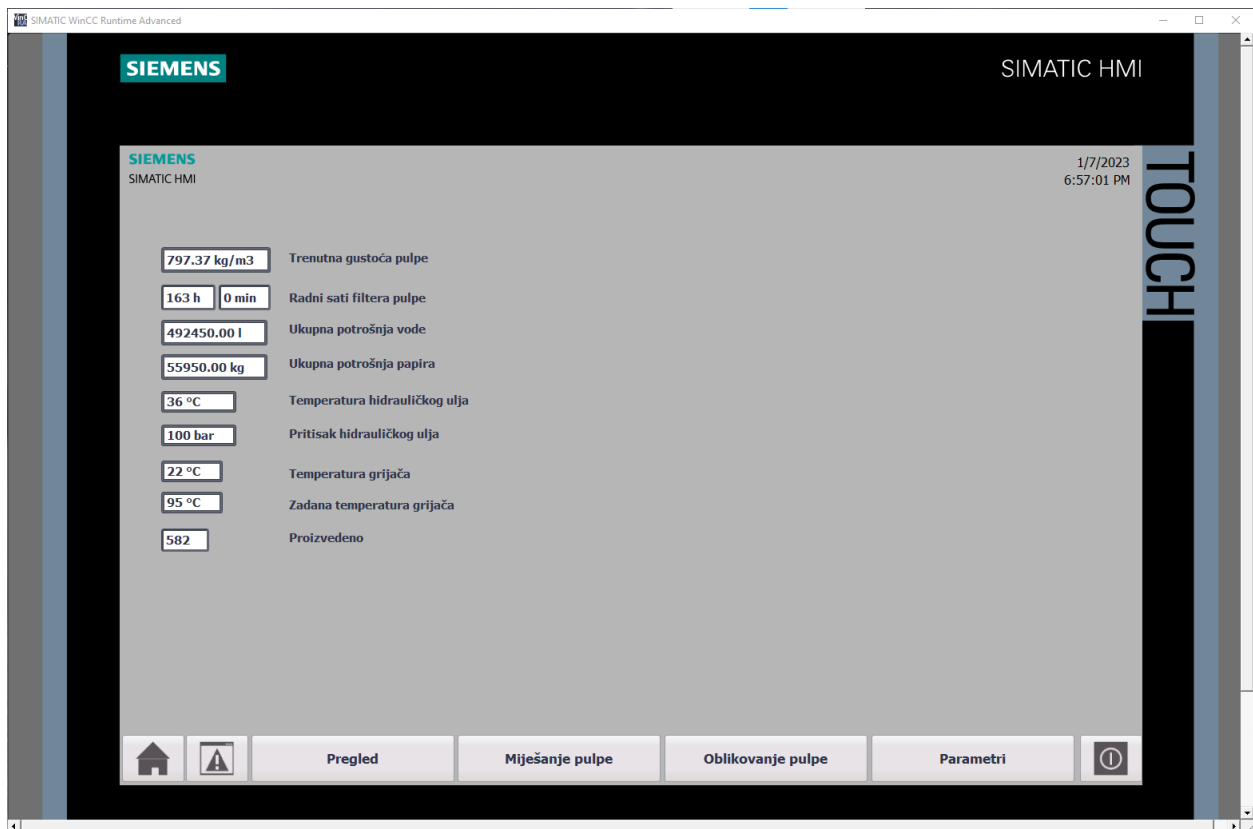 SIMATIC WinCC Runtime Advanced
SIEMENS
SIMATIC HMI
SIEMENS
SIMATIC HMI
1/7/2023
6:57:01 PM
TOUCH
797.37 kg/m3 Trenutna gustoća pulpe
163 h 0 min Radni sati filtera pulpe
492450.00 l Ukupna potrošnja vode
55950.00 kg Ukupna potrošnja papira
36 °C Temperatura hidrauličkog ulja
100 bar Pritisak hidrauličkog ulja
22 °C Temperatura grijača
95 °C Zadana temperatura grijača
582 Proizvedeno
Pregled Miješanje pulpe Oblikovanje pulpe Parametri